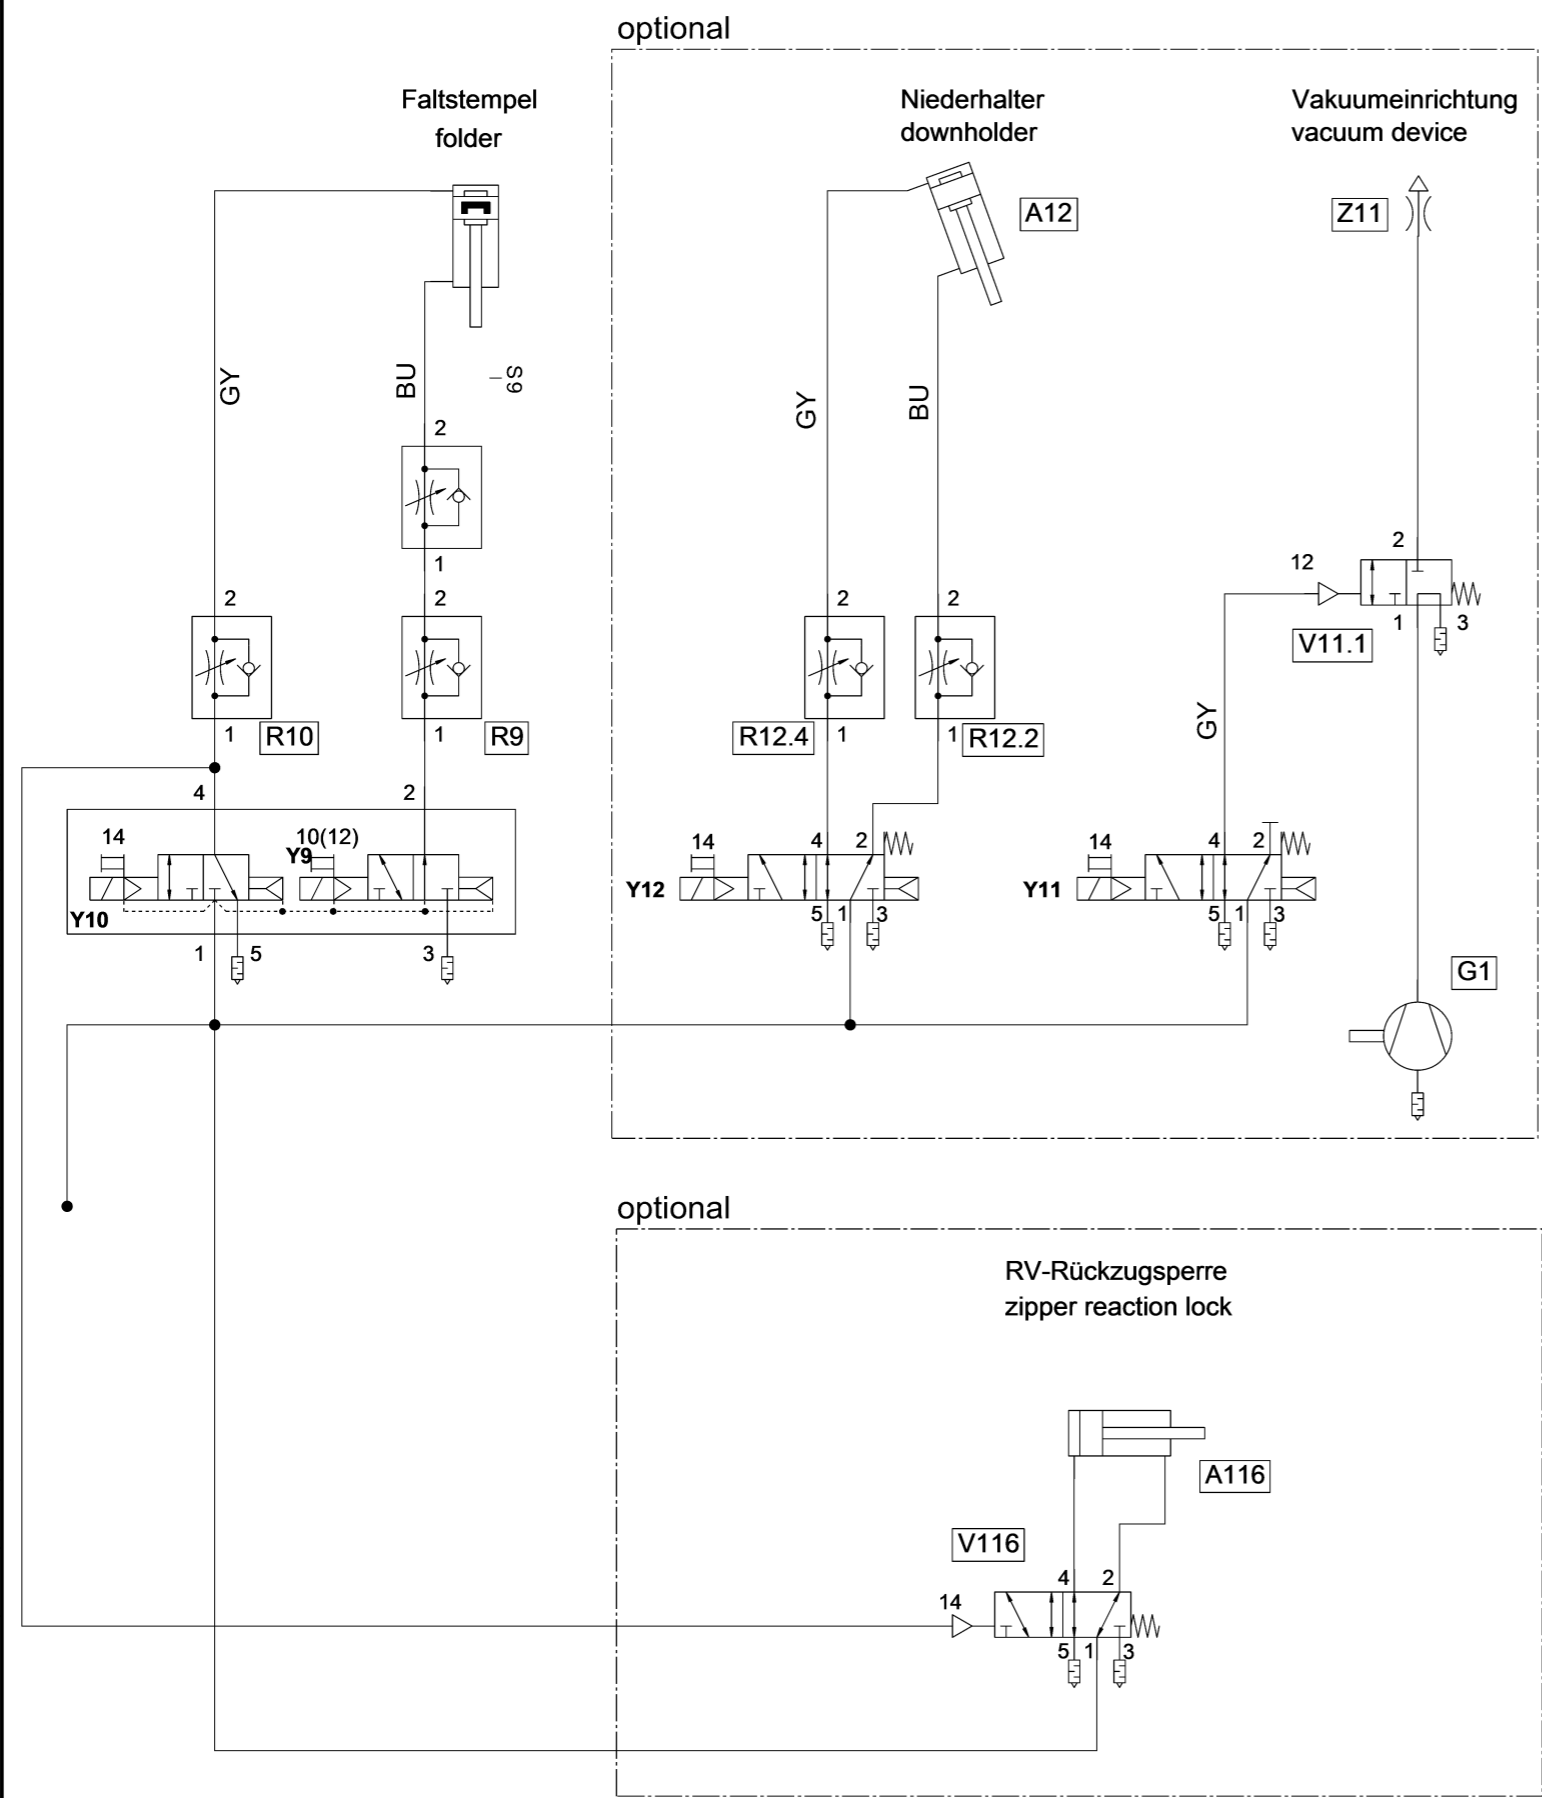 optional
Faltstempel
folder
Niederhalter
downholder
Vakuumeinrichtung
vacuum device
A12
Z11
GY
BU
S9
GY
BU
2
1
2
2
2
2
2
12
1
3
V11.1
GY
1
R10
1
R9
R12.4
1
1
R12.2
4
2
14
10(12)
Y9
Y10
14
4
2
Y12
14
4
2
Y11
5
1
3
5
1
3
1
5
3
G1
optional
RV-Rückzugsperre
zipper reaction lock
A116
V116
4
2
14
5
1
3